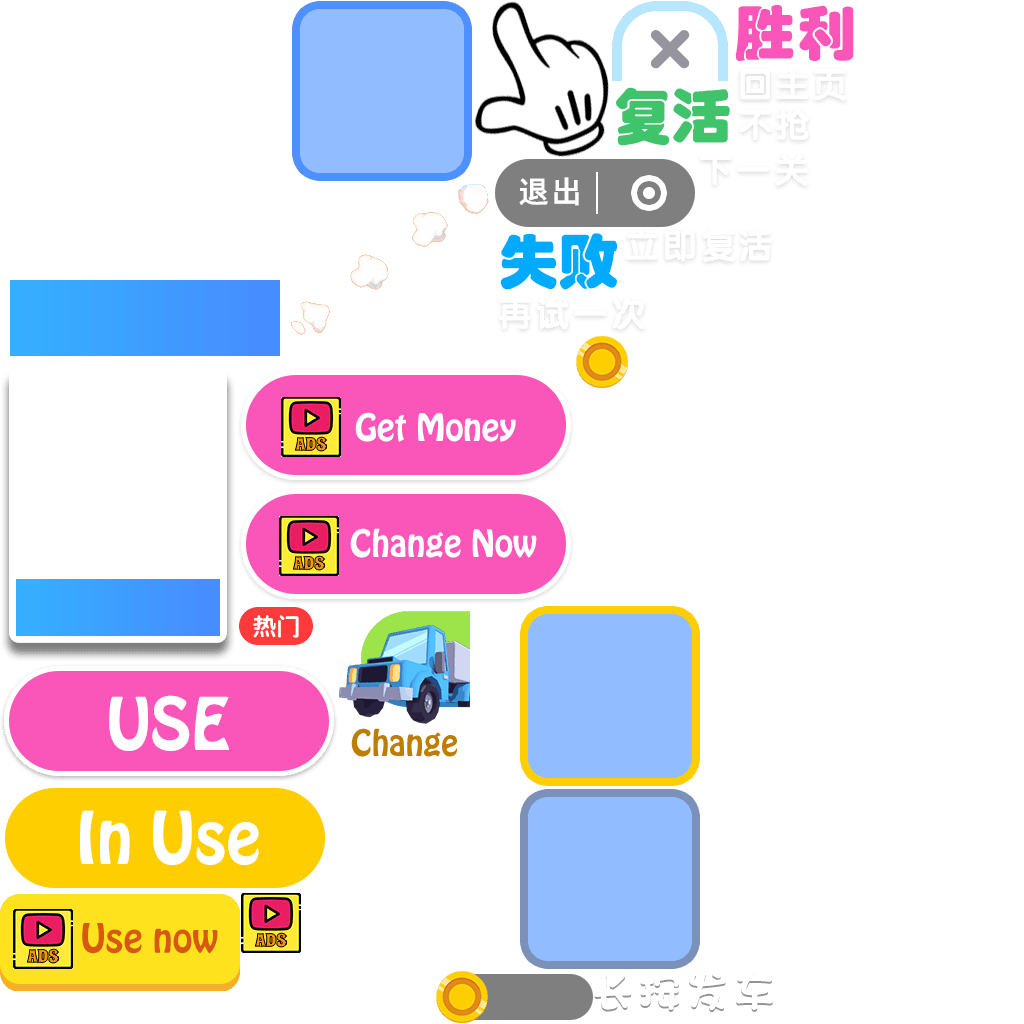 胜利
回主页
复活
不抢
下一关
退出
失败
立即复活
再试一次
ADS Get Money
ADS Change Now
热门
USE
Change
In Use
ADS Use now
ADS
长按发车